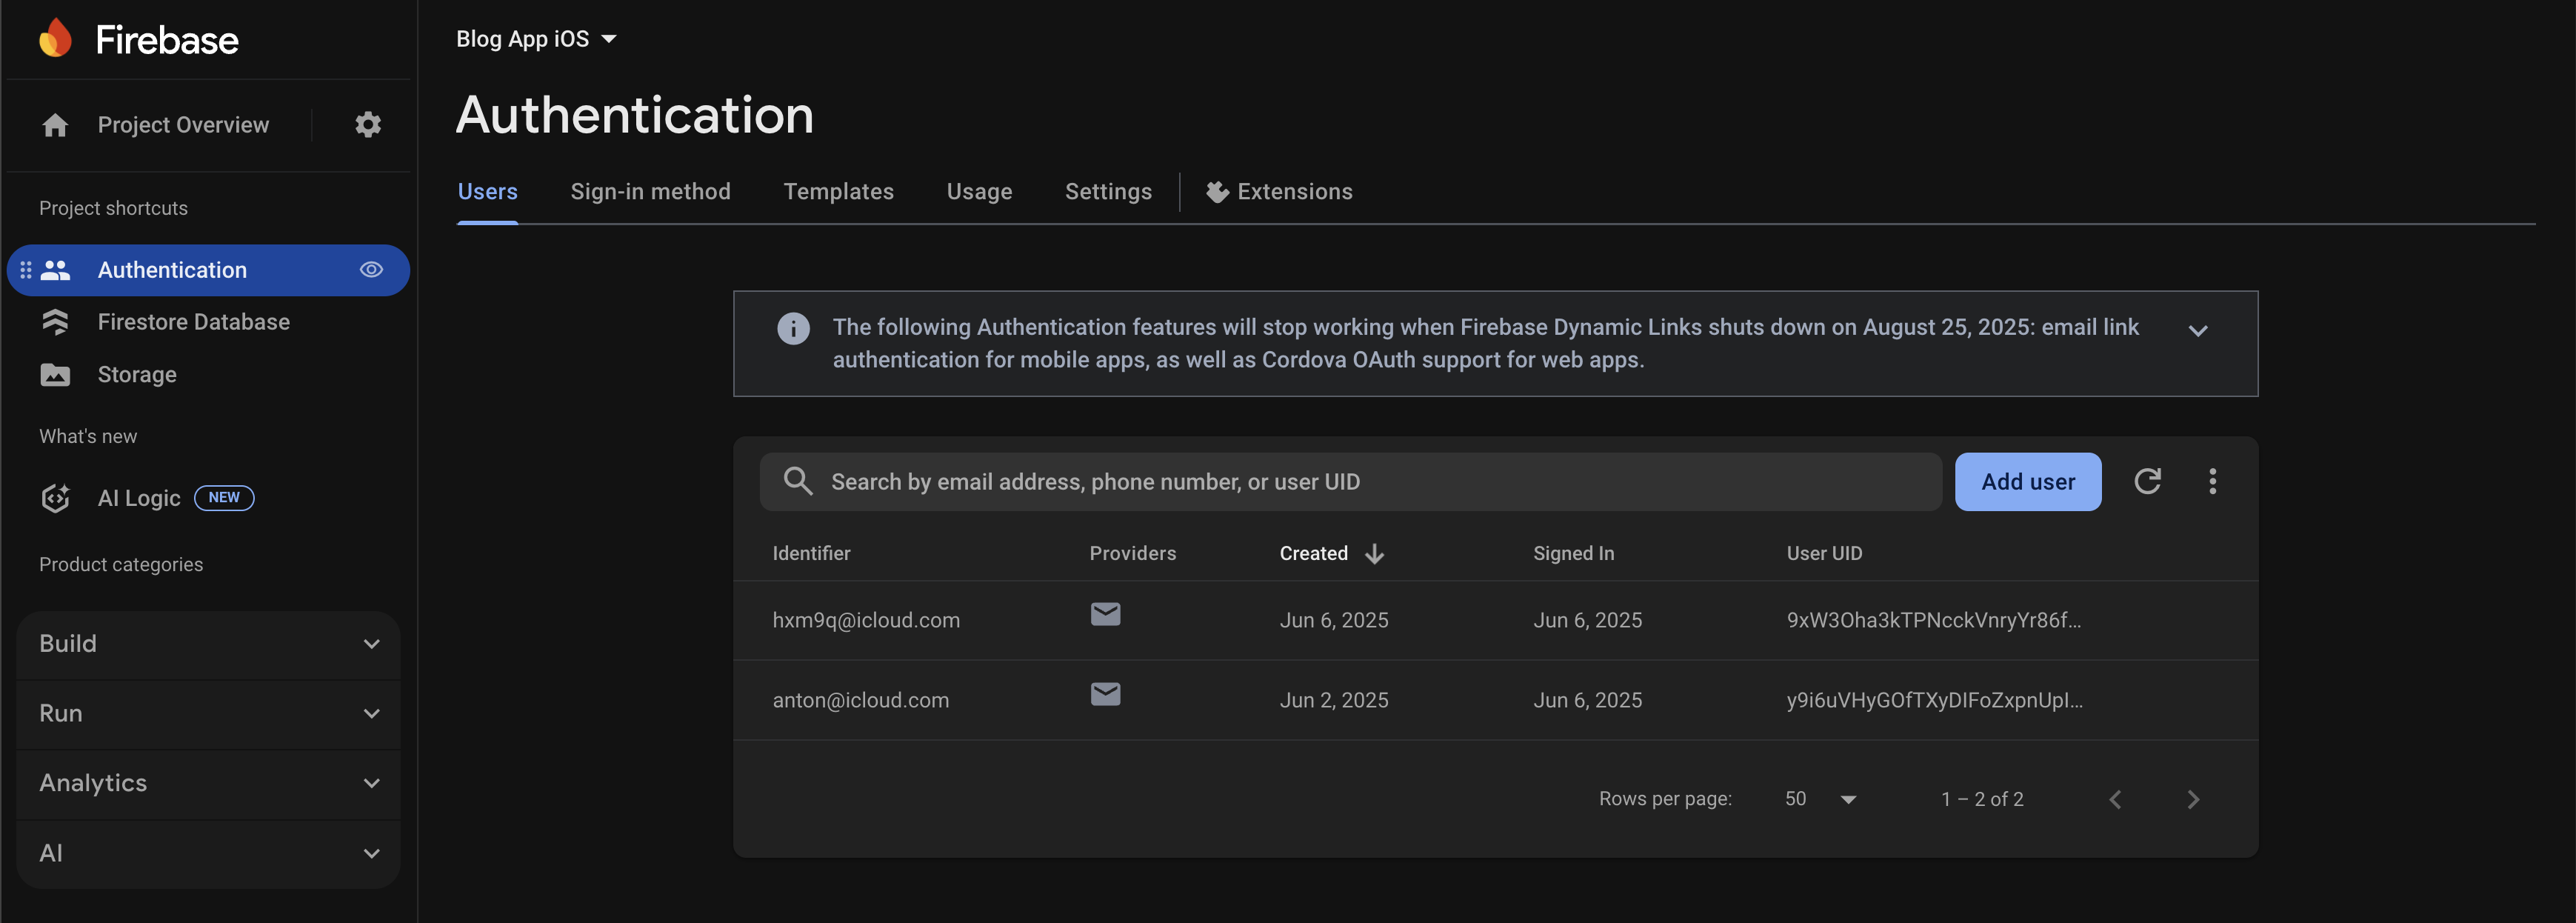 Firebase
Project Overview
Project shortcuts
Authentication
Firestore Database
Storage
What's new
AI Logic NEW
Product categories
Build
Run
Analytics
AI
Blog App iOS
Authentication
Users Sign-in method Templates Usage Settings Extensions
The following Authentication features will stop working when Firebase Dynamic Links shuts down on August 25, 2025: email link
authentication for mobile apps, as well as Cordova OAuth support for web apps.
Search by email address, phone number, or user UID Add user
Identifier Providers Created Signed In User UID
hxm9q@icloud.com Jun 6, 2025 Jun 6, 2025 9xW3Oha3kTPNcckVnryYr86f...
anton@icloud.com Jun 2, 2025 Jun 6, 2025 y9i6uVHyGOfTXyDIFoZxpnUpI...
Rows per page: 50 1 – 2 of 2